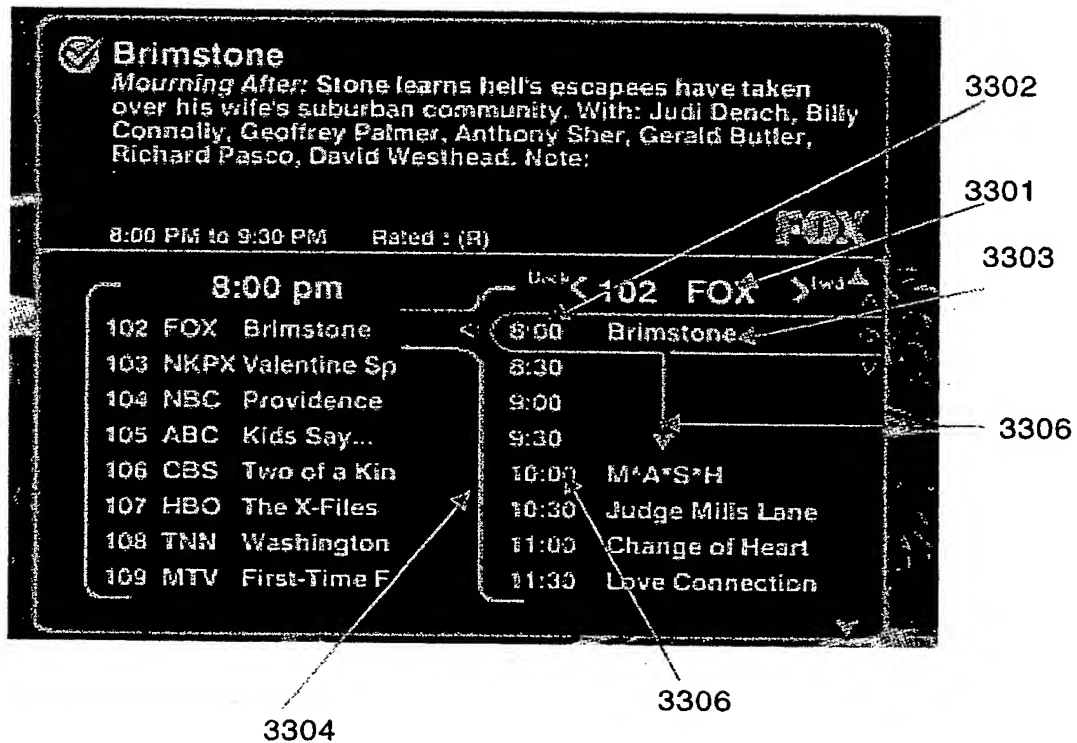 Brimstone
Mourning After: Stone learns hell's escapees have taken
over his wife's suburban community. With: Judi Dench, Billy
Connolly, Geoffrey Palmer, Anthony Sher, Gerald Butler,
Richard Pasco, David Westhead. Note:
8:00 PM to 9:30 PM Rated : (R)
FOX
8:00 pm
102 FOX Brimstone
103 NKPX Valentine Sp
104 NBC Providence
105 ABC Kids Say...
106 CBS Two of a Kin
107 HBO The X-Files
108 TNN Washington
109 MTV First-Time F
< 102 FOX > fwd
8:00 Brimstone
8:30
9:00
9:30
10:00 M*A*S*H
10:30 Judge Mills Lane
11:00 Change of Heart
11:30 Love Connection
3302
3301
3303
3306
3306
3304